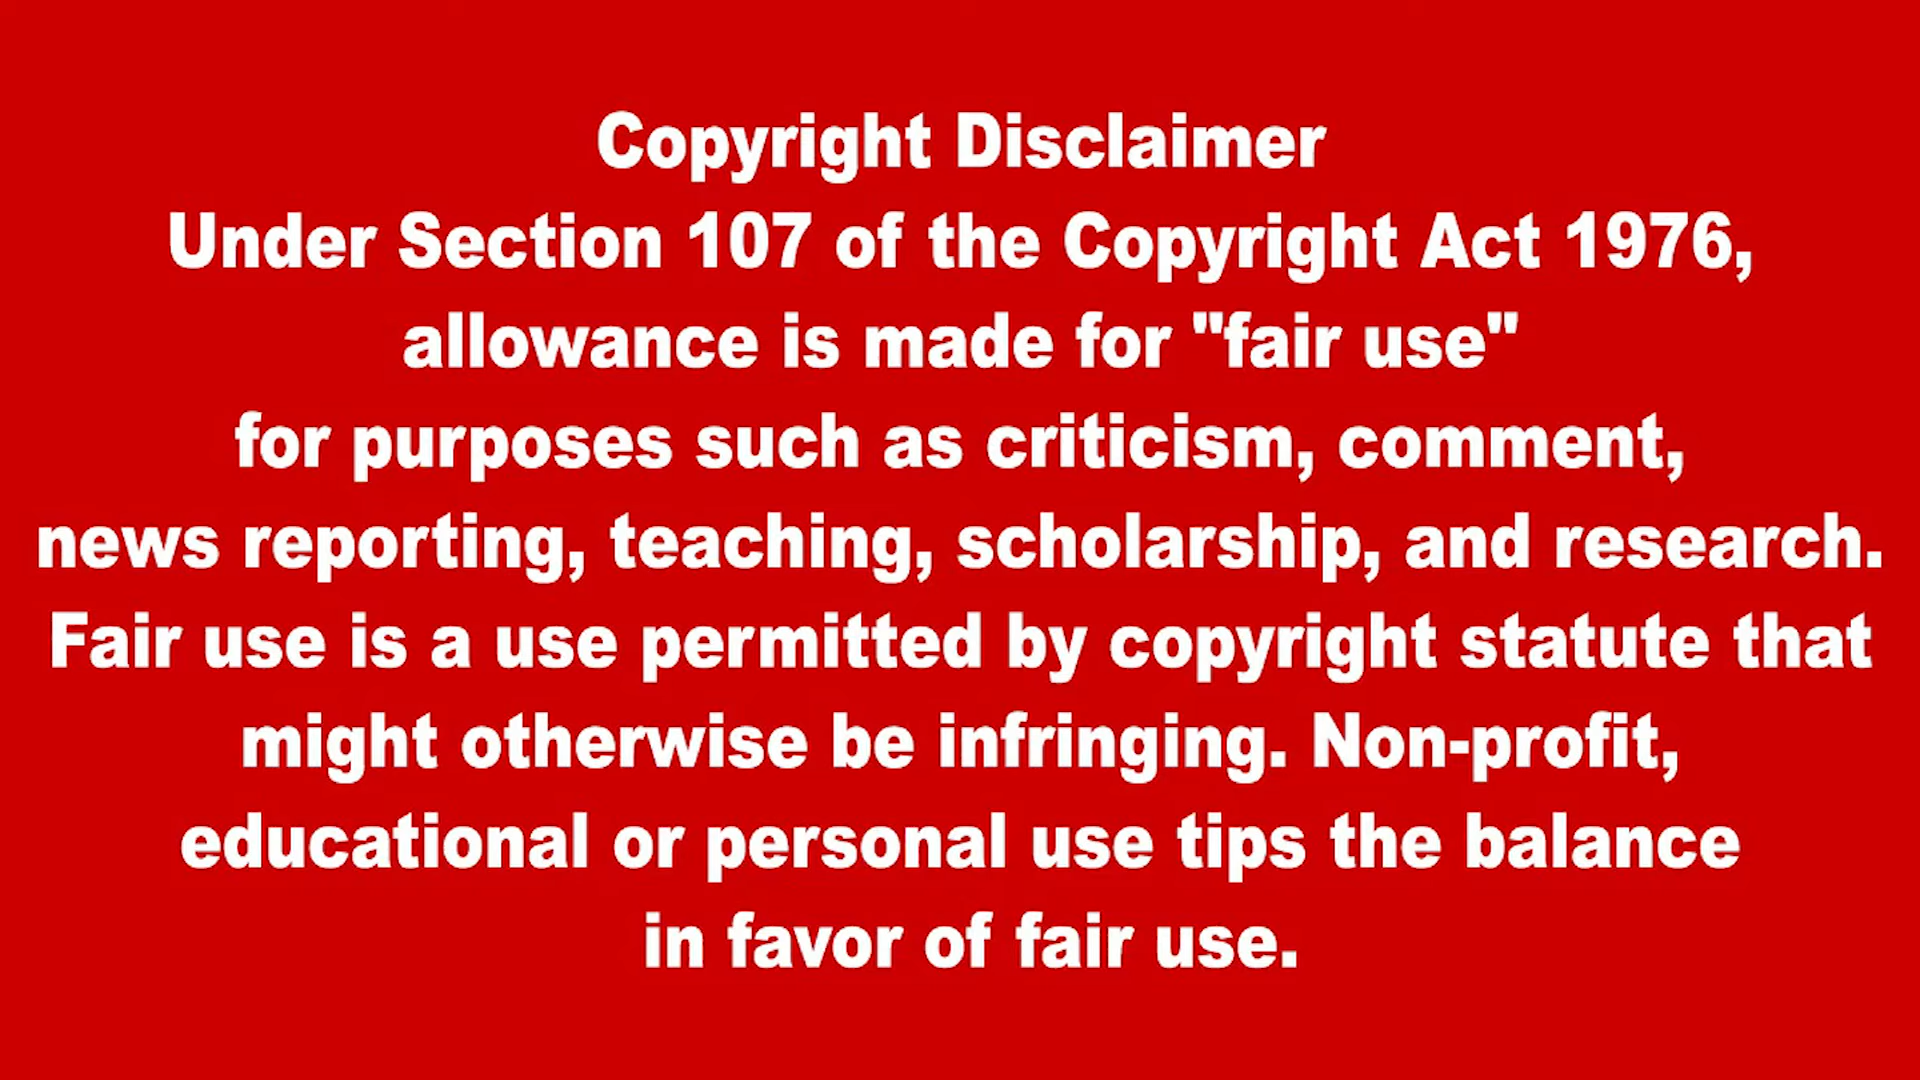 Copyright Disclaimer
Under Section 107 of the Copyright Act 1976,
allowance is made for "fair use"
for purposes such as criticism, comment,
news reporting, teaching, scholarship, and research.
Fair use is a use permitted by copyright statute that
might otherwise be infringing. Non-profit,
educational or personal use tips the balance
in favor of fair use.